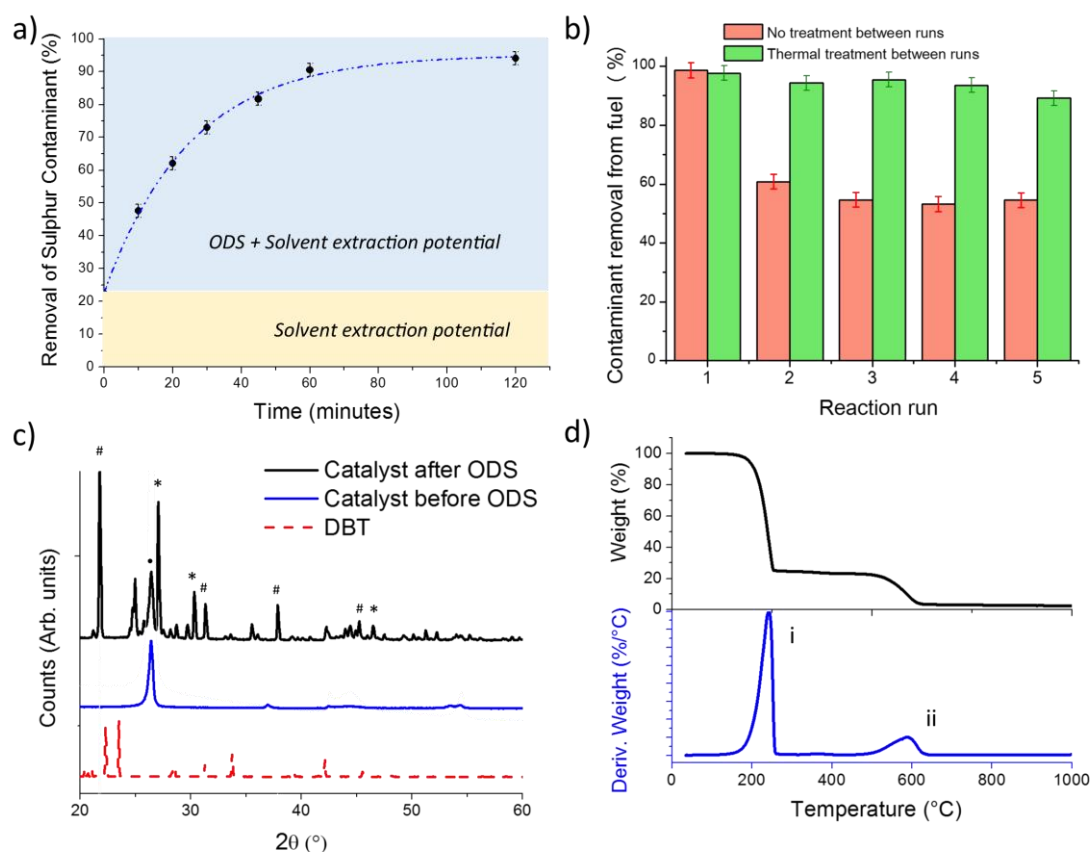 a)
Removal of Sulphur Contaminant (%)
100
90
80
70
60
50
40
30
20
10
0
ODS + Solvent extraction potential
Solvent extraction potential
0 20 40 60 80 100 120
Time (minutes)
b)
No treatment between runs
Thermal treatment between runs
Contaminant removal from fuel ( %)
100
80
60
40
20
0
1 2 3 4 5
Reaction run
c)
Counts (Arb. units)
Catalyst after ODS
Catalyst before ODS
DBT
# * * # # # *
20 30 40 50 60
2θ (°)
d)
Weight (%)
100
80
60
40
20
0
Deriv. Weight (%/°C)
i
ii
0 200 400 600 800 1000
Temperature (°C)